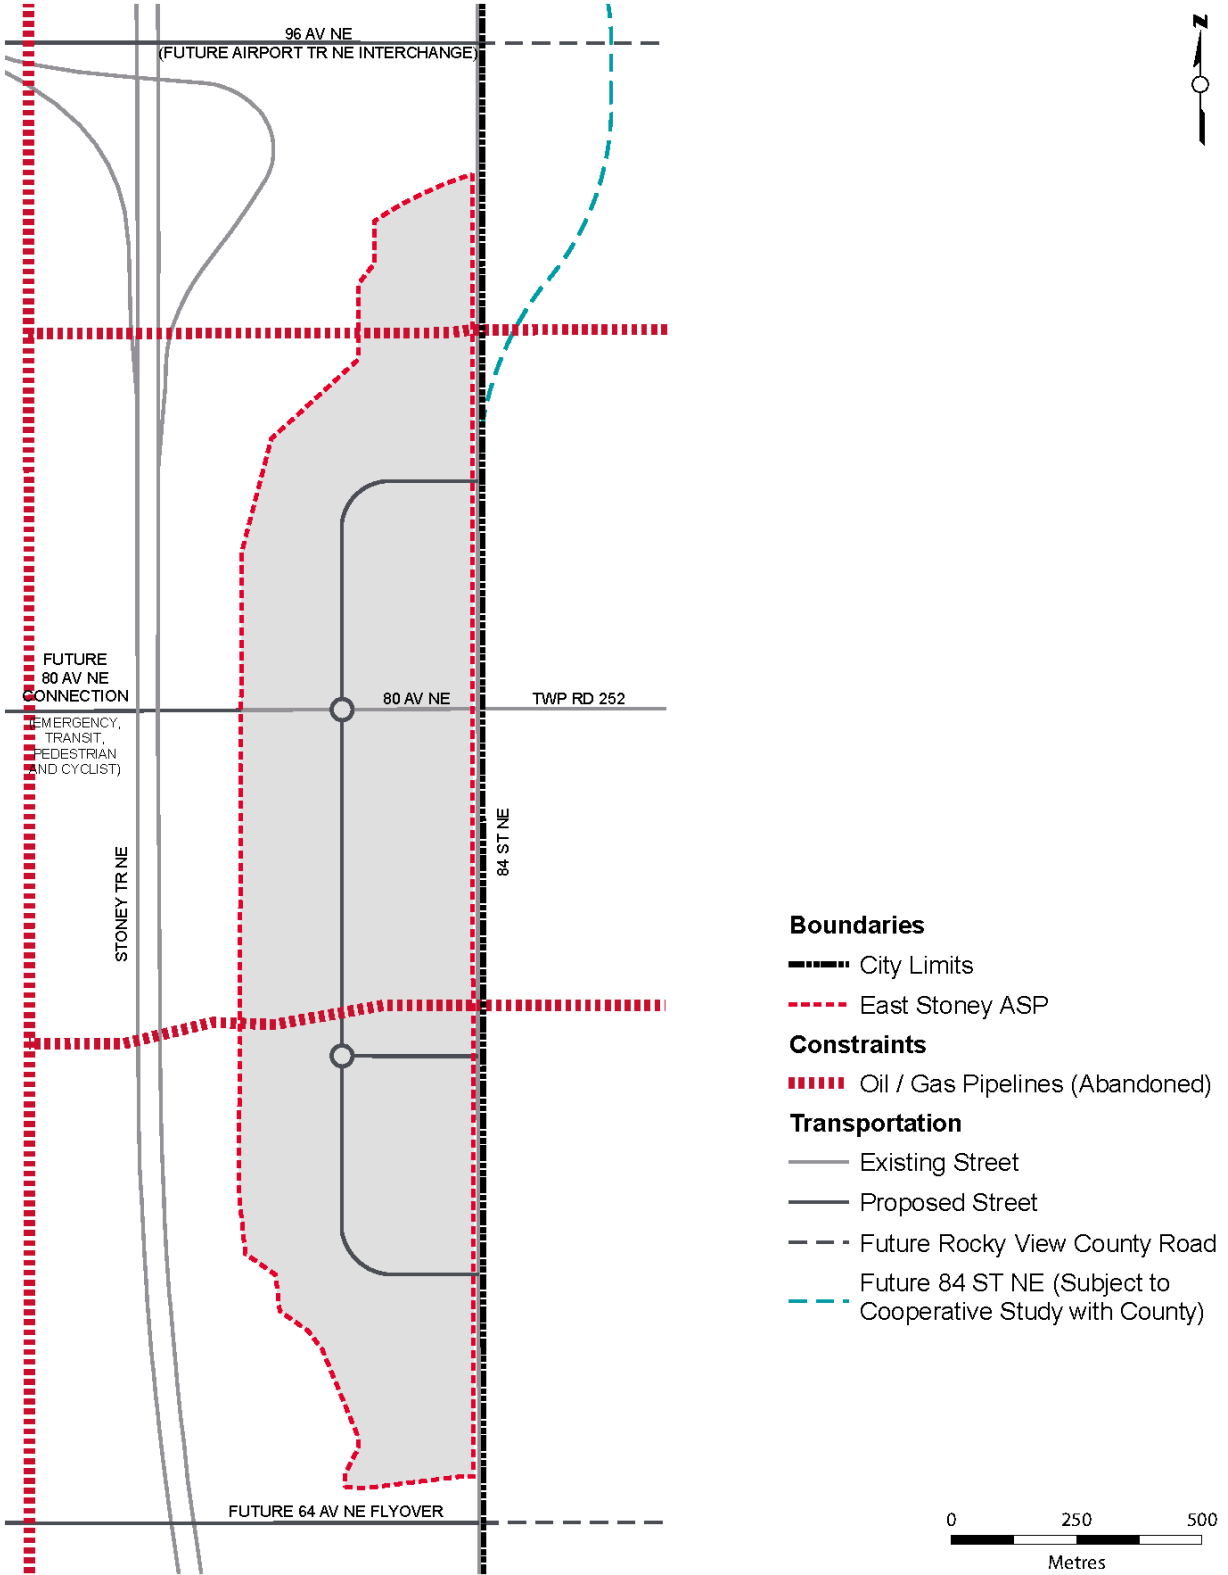 96 AV NE
(FUTURE AIRPORT TR NE INTERCHANGE)
N
FUTURE
80 AV NE
CONNECTION
(EMERGENCY,
TRANSIT,
PEDESTRIAN
AND CYCLIST)
80 AV NE
TWP RD 252
STONEY TR NE
84 ST NE
FUTURE 64 AV NE FLYOVER
Boundaries
City Limits
East Stoney ASP
Constraints
Oil / Gas Pipelines (Abandoned)
Transportation
Existing Street
Proposed Street
Future Rocky View County Road
Future 84 ST NE (Subject to
Cooperative Study with County)
0 250 500
Metres